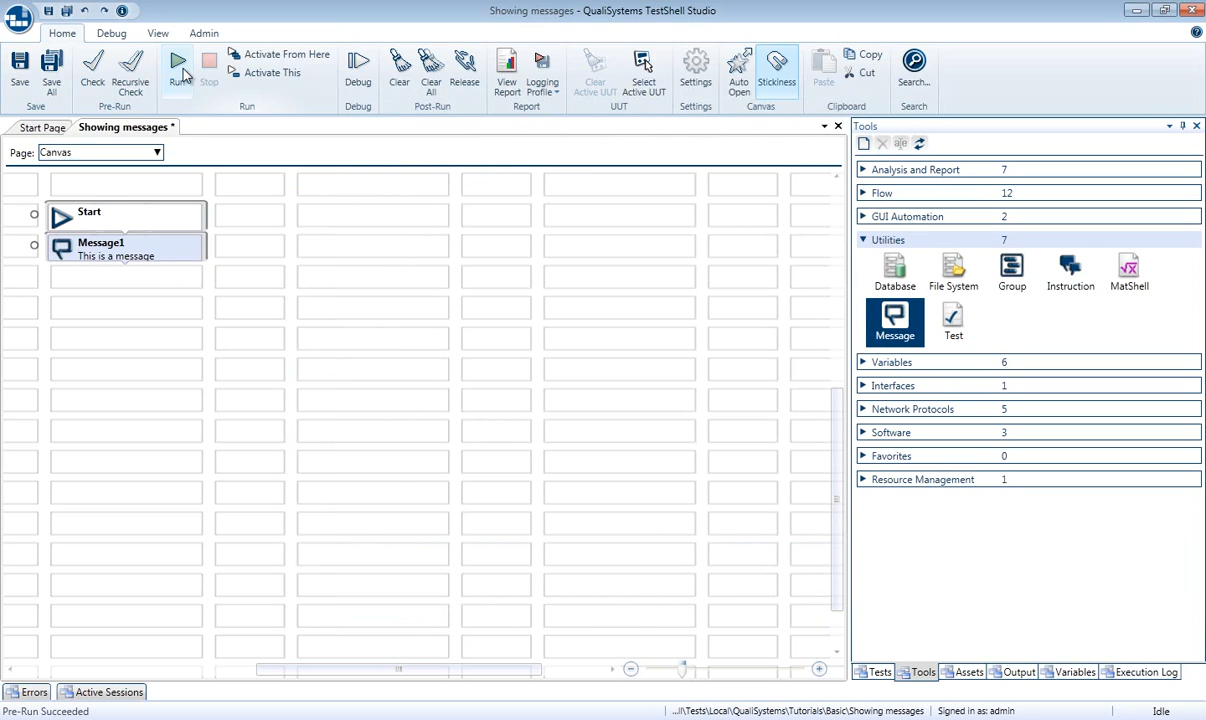 Showing messages - QualiSystems TestShell Studio
Home Debug View Admin
Save
Save All
Save
Check
Recursive Check
Pre-Run
Run
Stop
Activate From Here
Activate This
Run
Debug
Debug
Clear
Clear All
Release
Post-Run
View Report
Logging Profile
Report
Clear Active UUT
Select Active UUT
UUT
Settings
Settings
Auto Open
Stickiness
Canvas
Paste
Copy
Cut
Clipboard
Search...
Search
Start Page
Showing messages *
Page: Canvas
Start
Message1
This is a message
Tools
Analysis and Report 7
Flow 12
GUI Automation 2
Utilities 7
Database File System Group Instruction MatShell
Message Test
Variables 6
Interfaces 1
Network Protocols 5
Software 3
Favorites 0
Resource Management 1
Tests Tools Assets Output Variables Execution Log
Errors Active Sessions
Pre-Run Succeeded
...ll\Tests\Local\QualiSystems\Tutorials\Basic\Showing messages
Signed in as: admin
Idle